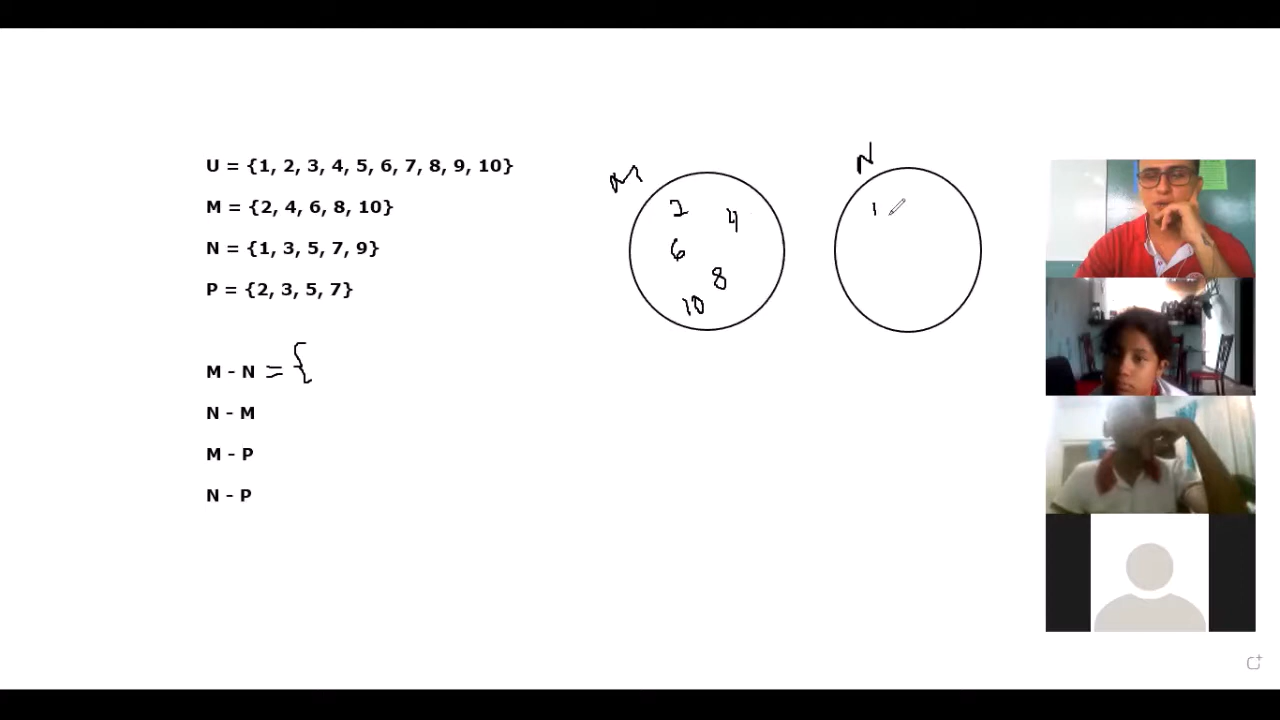 U = {1, 2, 3, 4, 5, 6, 7, 8, 9, 10}
M = {2, 4, 6, 8, 10}
N = {1, 3, 5, 7, 9}
P = {2, 3, 5, 7}
M - N = {
N - M
M - P
N - P
M
2 4
6
8
10
N
1